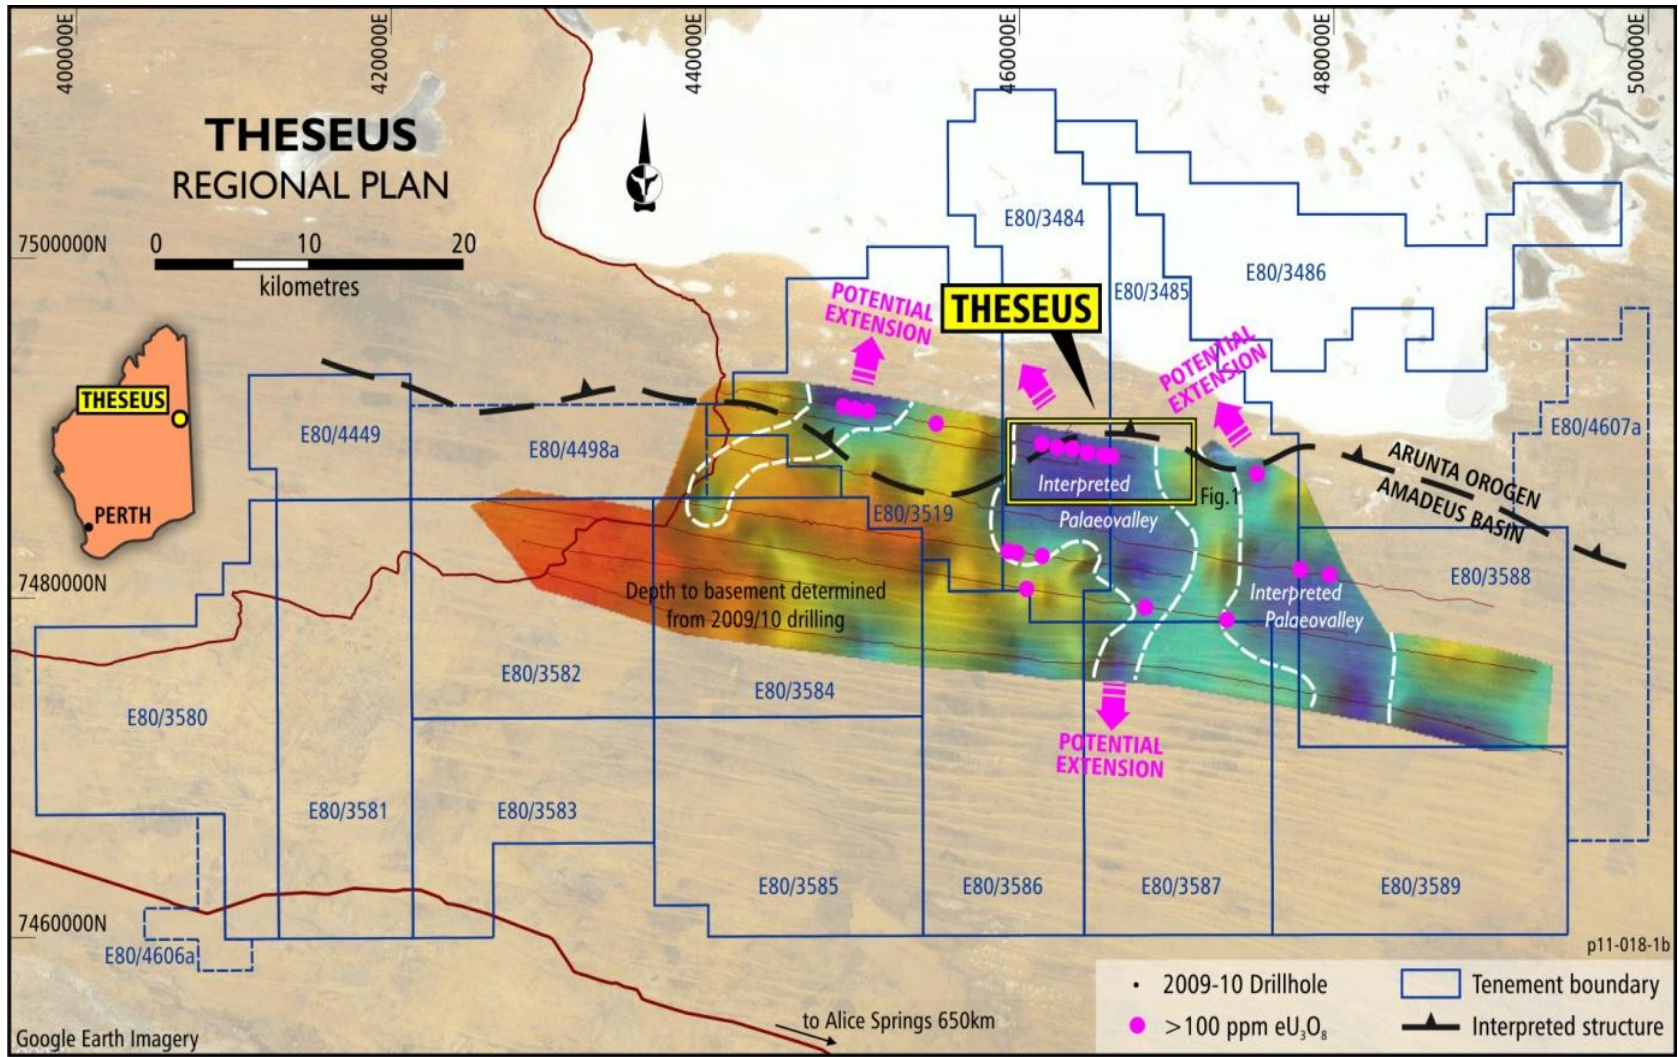 400000E
420000E
440000E
460000E
480000E
500000E
THESEUS
REGIONAL PLAN
7500000N
0 10 20
kilometres
E80/3484
E80/3485
E80/3486
POTENTIAL
EXTENSION
THESEUS
POTENTIAL
EXTENSION
THESEUS
PERTH
E80/4449
E80/4498a
E80/4607a
E80/3519
Interpreted
Palaeovalley
Fig.1
ARUNTA OROGEN
AMADEUS BASIN
7480000N
Depth to basement determined
from 2009/10 drilling
E80/3588
Interpreted
Palaeovalley
E80/3580
E80/3582
E80/3584
POTENTIAL
EXTENSION
E80/3581
E80/3583
E80/3585
E80/3586
E80/3587
E80/3589
7460000N
E80/4606a
p11-018-1b
2009-10 Drillhole
>100 ppm eU₃O₈
Tenement boundary
Interpreted structure
to Alice Springs 650km
Google Earth Imagery